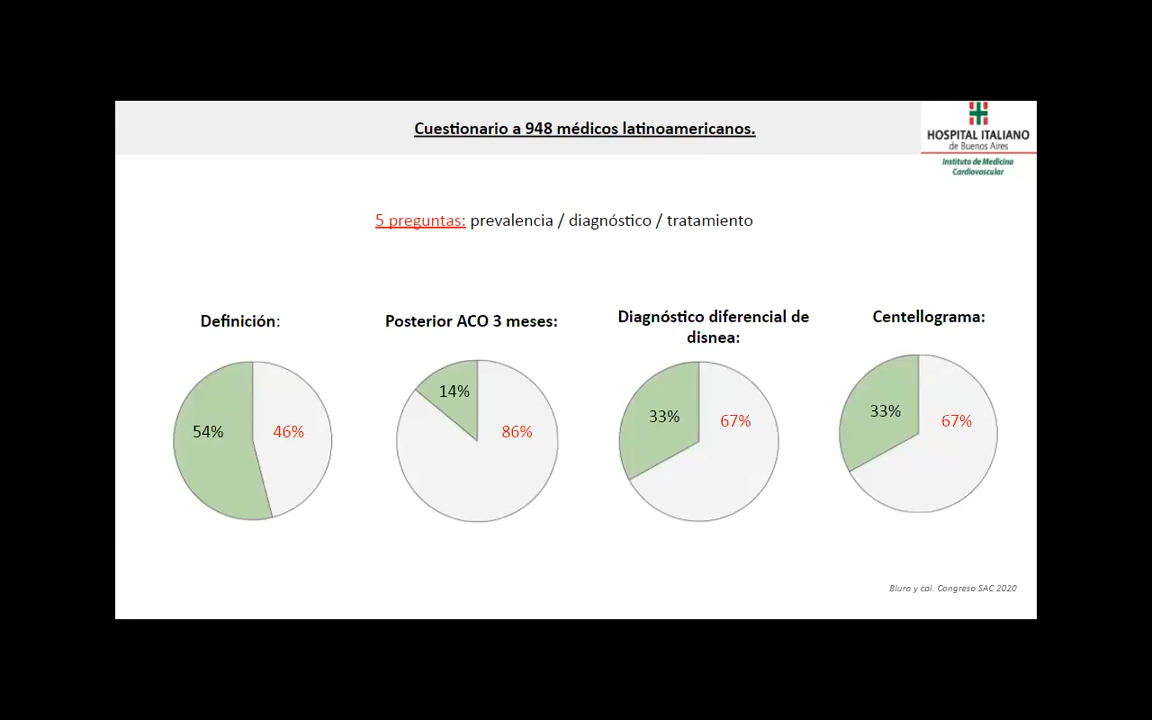 Cuestionario a 948 médicos latinoamericanos.
HOSPITAL ITALIANO
de Buenos Aires
Instituto de Medicina
Cardiovascular
5 preguntas: prevalencia / diagnóstico / tratamiento
Definición:
Posterior ACO 3 meses:
Diagnóstico diferencial de
disnea:
Centellograma:
54%
46%
14%
86%
33%
67%
33%
67%
Bluro y col. Congreso SAC 2020